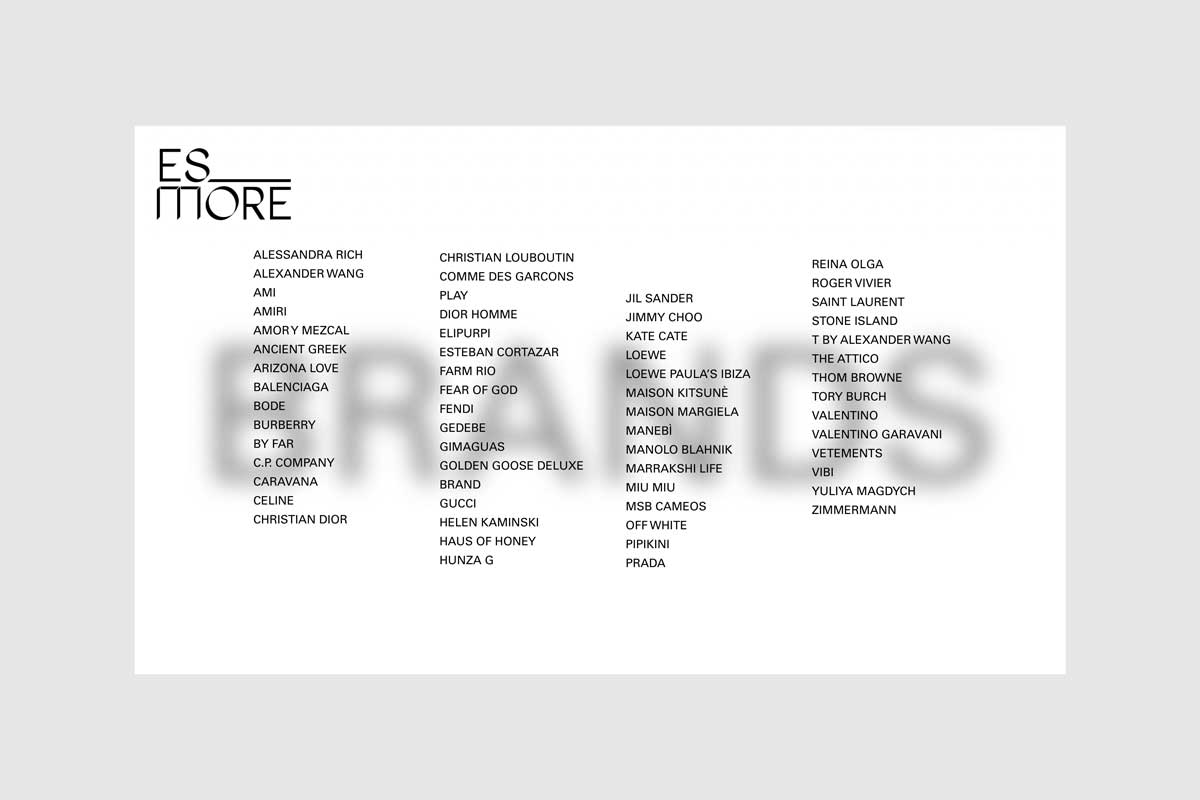 ES
MORE
BRANDS
ALESSANDRA RICH
ALEXANDER WANG
AMI
AMIRI
AMORY MEZCAL
ANCIENT GREEK
ARIZONA LOVE
BALENCIAGA
BODE
BURBERRY
BY FAR
C.P. COMPANY
CARAVANA
CELINE
CHRISTIAN DIOR
CHRISTIAN LOUBOUTIN
COMME DES GARCONS
PLAY
DIOR HOMME
ELIPURPI
ESTEBAN CORTAZAR
FARM RIO
FEAR OF GOD
FENDI
GEDEBE
GIMAGUAS
GOLDEN GOOSE DELUXE
BRAND
GUCCI
HELEN KAMINSKI
HAUS OF HONEY
HUNZA G
JIL SANDER
JIMMY CHOO
KATE CATE
LOEWE
LOEWE PAULA'S IBIZA
MAISON KITSUNÈ
MAISON MARGIELA
MANEBÌ
MANOLO BLAHNIK
MARRAKSHI LIFE
MIU MIU
MSB CAMEOS
OFF WHITE
PIPIKINI
PRADA
REINA OLGA
ROGER VIVIER
SAINT LAURENT
STONE ISLAND
T BY ALEXANDER WANG
THE ATTICO
THOM BROWNE
TORY BURCH
VALENTINO
VALENTINO GARAVANI
VETEMENTS
VIBI
YULIYA MAGDYCH
ZIMMERMANN